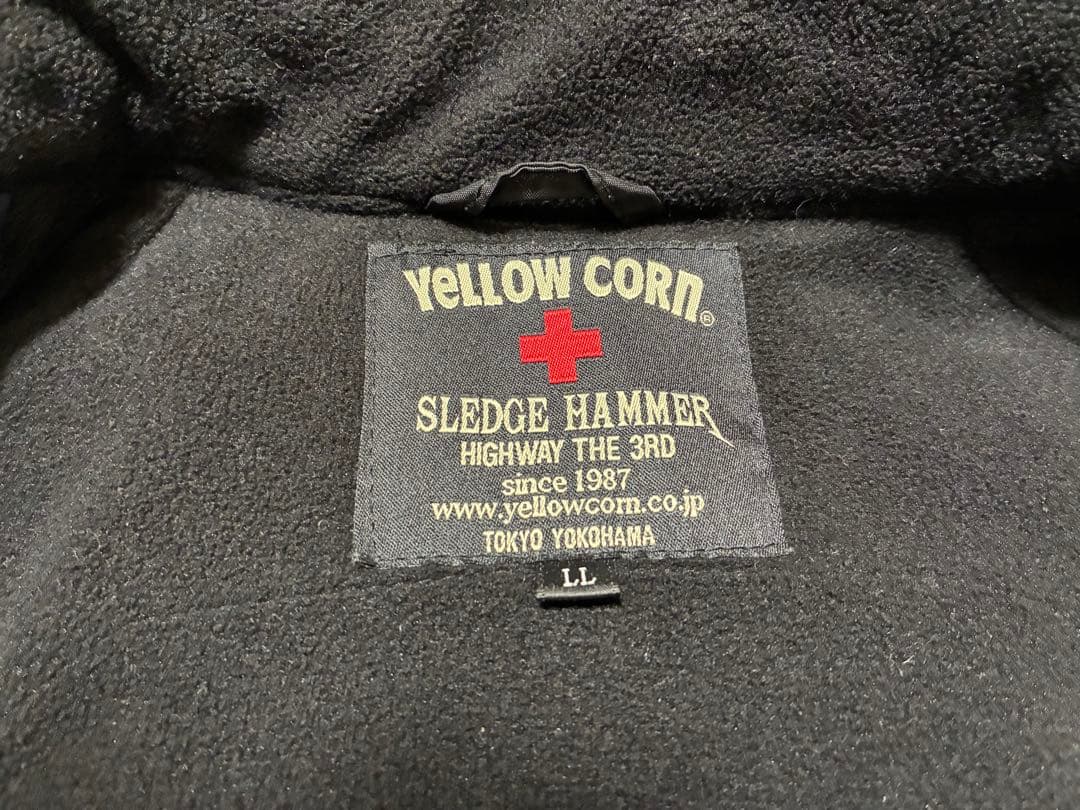 YeLLOW CORn®
SLEDGE HAMMER
HIGHWAY THE 3RD
since 1987
www.yellowcorn.co.jp
TOKYO YOKOHAMA
LL